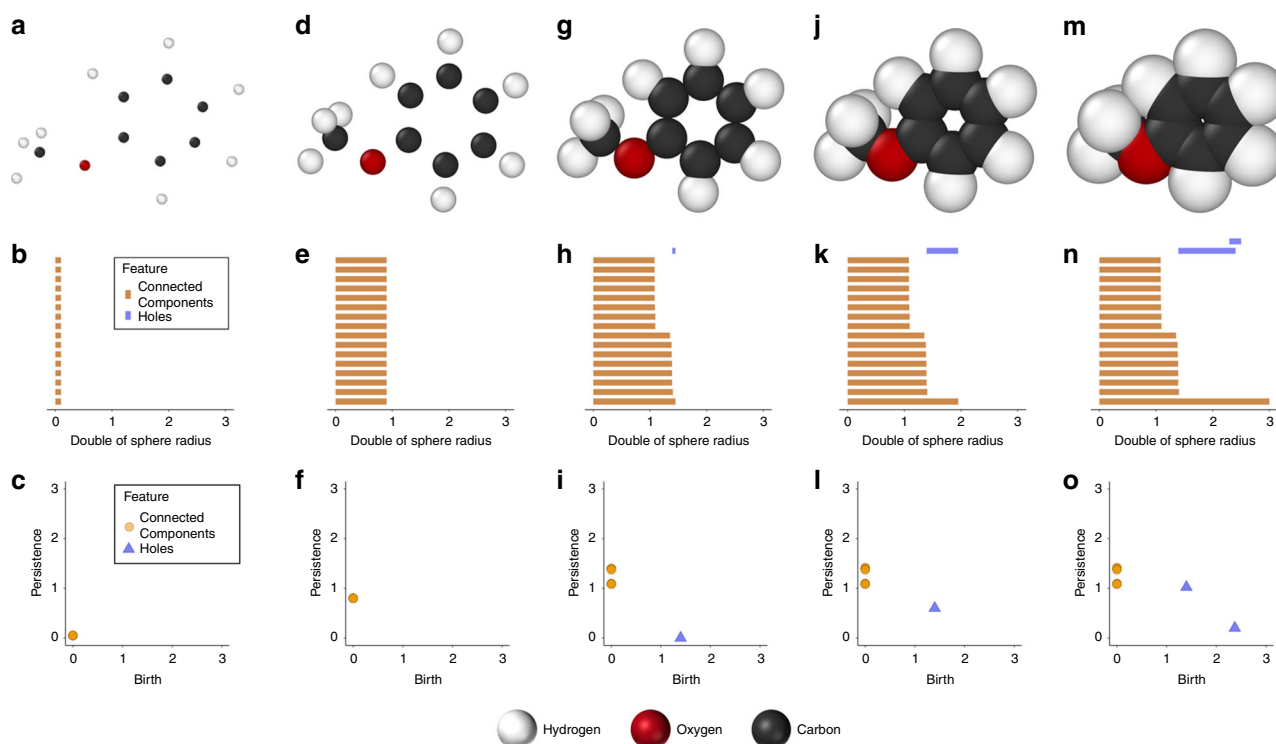 a
d
g
j
m
b
e
h
k
n
Feature
Connected
Components
Holes
0 1 2 3
0 1 2 3
0 1 2 3
0 1 2 3
0 1 2 3
Double of sphere radius
Double of sphere radius
Double of sphere radius
Double of sphere radius
Double of sphere radius
c
f
i
l
o
Feature
Connected
Components
Holes
Persistence
3
2
1
0
0 1 2 3
Birth
Persistence
3
2
1
0
0 1 2 3
Birth
Persistence
3
2
1
0
0 1 2 3
Birth
Persistence
3
2
1
0
0 1 2 3
Birth
Persistence
3
2
1
0
0 1 2 3
Birth
Hydrogen
Oxygen
Carbon